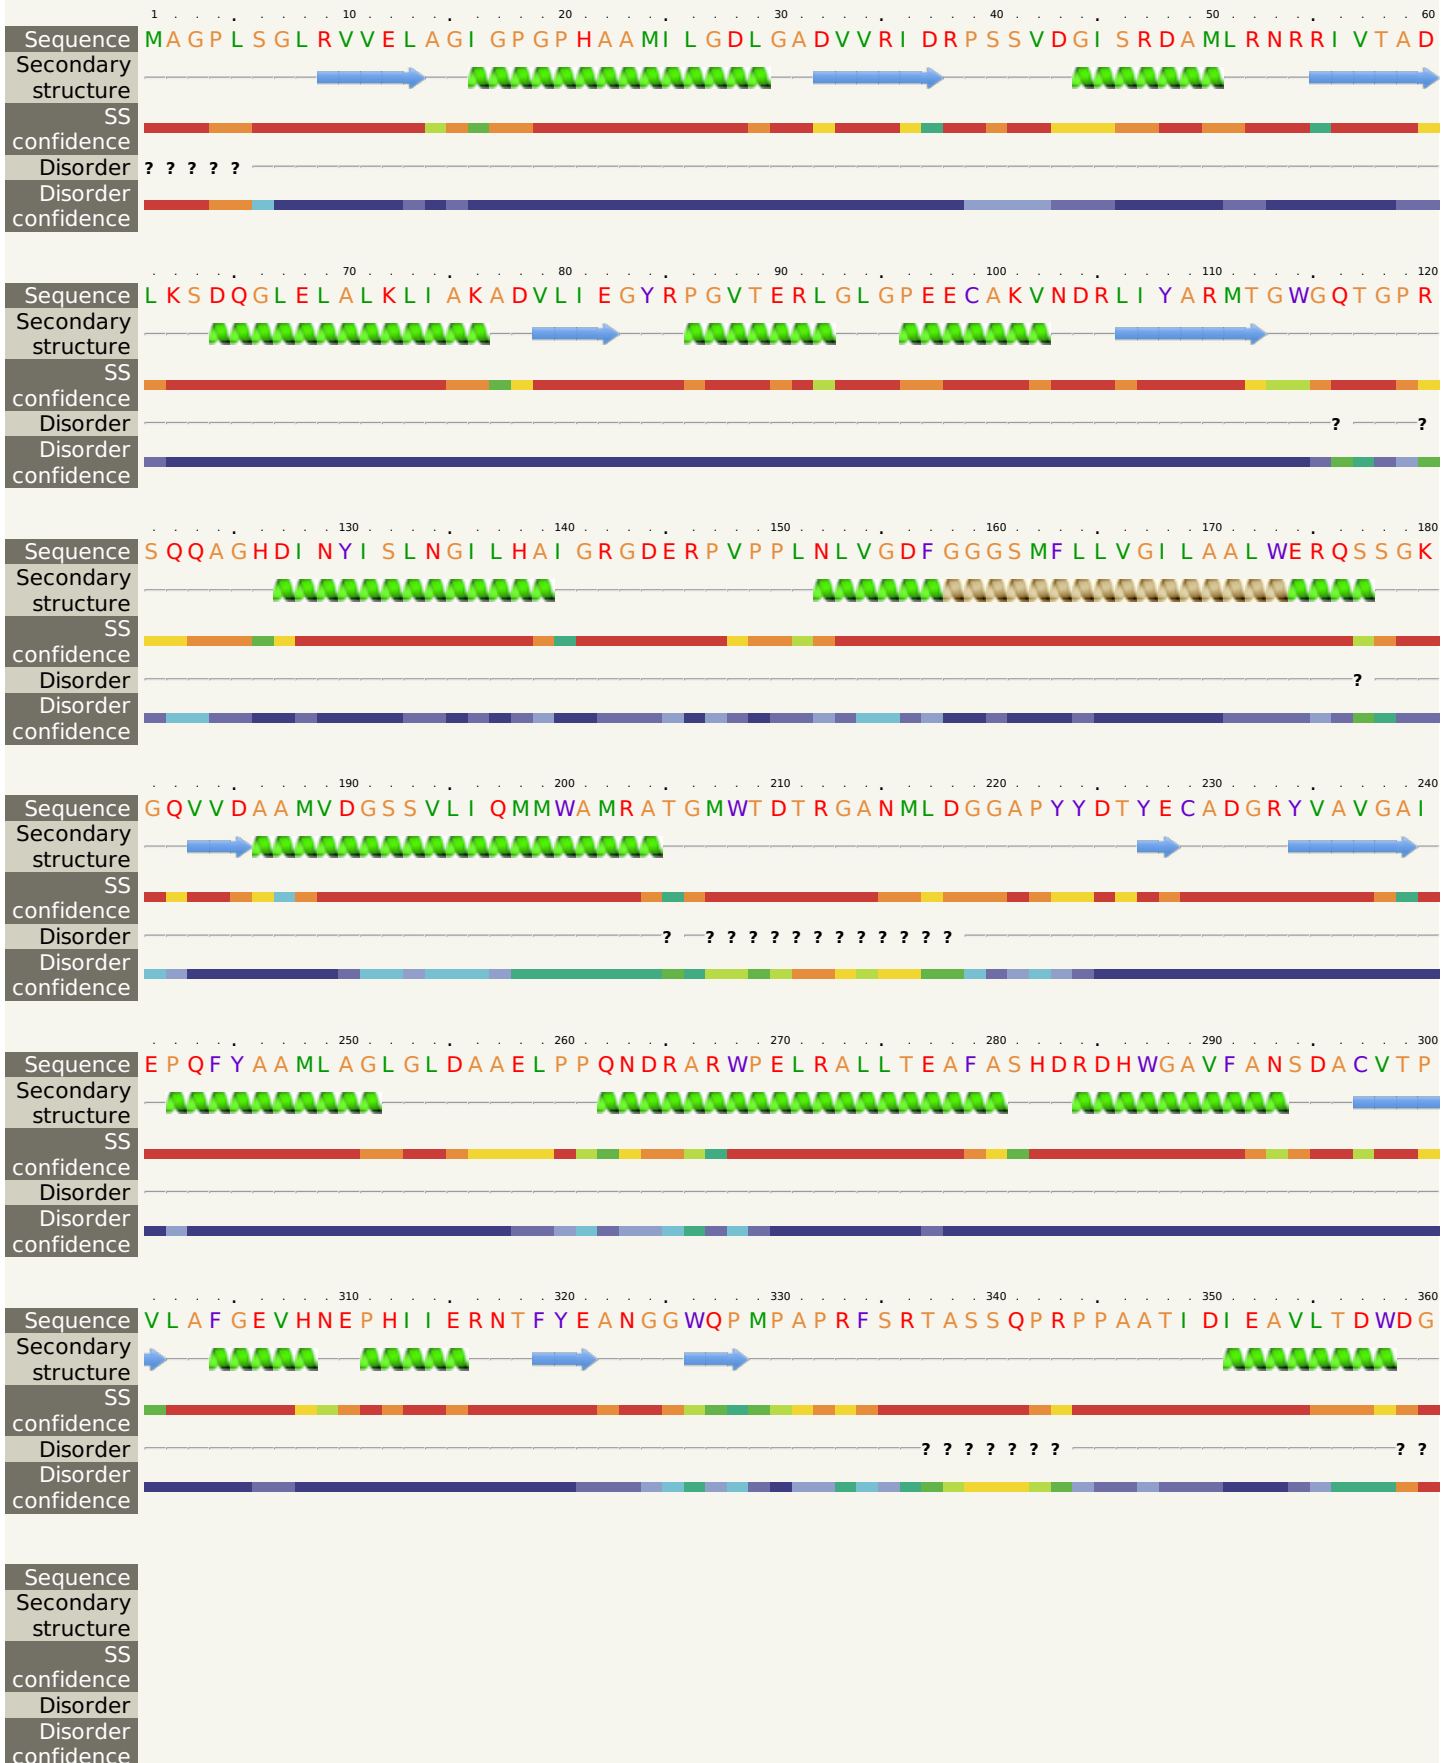 1 . . . . . . . . 10 . . . . . . . . . 20 . . . . . . . . . 30 . . . . . . . . . 40 . . . . . . . . . 50 . . . . . . . . . 60
Sequence MAGPLSGLRVVELAGIGPGPHAAMILGDLGADVVRIDRPSSVDGISRDAMLRNRRIVTAD
Secondary
structure
SS
confidence
Disorder ? ? ? ? ?
Disorder
confidence
. . . . . . . . . 70 . . . . . . . . . 80 . . . . . . . . . 90 . . . . . . . . . 100 . . . . . . . . . 110 . . . . . . . . . 120
Sequence LKSDQGLELALKLIAKADVLIEGYRPGVTERLGLGPEECAKVNDRLIYARMTGWGQTGPR
Secondary
structure
SS
confidence
Disorder ? ?
Disorder
confidence
. . . . . . . . . 130 . . . . . . . . . 140 . . . . . . . . . 150 . . . . . . . . . 160 . . . . . . . . . 170 . . . . . . . . . 180
Sequence SQQAGHDINYISLNGILHAIGRGDERPVPPLNLVGDFGGGSMFLLVGILAALWERQSSGK
Secondary
structure
SS
confidence
Disorder ?
Disorder
confidence
. . . . . . . . . 190 . . . . . . . . . 200 . . . . . . . . . 210 . . . . . . . . . 220 . . . . . . . . . 230 . . . . . . . . . 240
Sequence GQVVDAAMVDGSSVLIQMMWAMRATGMWTDTRGANMLDGGAPYYDTYECADGRYVAVGAI
Secondary
structure
SS
confidence
Disorder ? ? ? ? ? ? ? ? ? ? ? ? ?
Disorder
confidence
. . . . . . . . . 250 . . . . . . . . . 260 . . . . . . . . . 270 . . . . . . . . . 280 . . . . . . . . . 290 . . . . . . . . . 300
Sequence EPQFYAAMLAGLGLDAAELPPQNDRARWPELRALLTEAFASHDRDHWGAVFANSDACVTP
Secondary
structure
SS
confidence
Disorder
Disorder
confidence
. . . . . . . . . 310 . . . . . . . . . 320 . . . . . . . . . 330 . . . . . . . . . 340 . . . . . . . . . 350 . . . . . . . . . 360
Sequence VLAFGEVHNEPHIIERNTFYEANGGWQPMPAPRFSRTASSQPRPPAATIDIEAVLTDWDG
Secondary
structure
SS
confidence
Disorder ? ? ? ? ? ? ? ? ?
Disorder
confidence
Sequence
Secondary
structure
SS
confidence
Disorder
Disorder
confidence